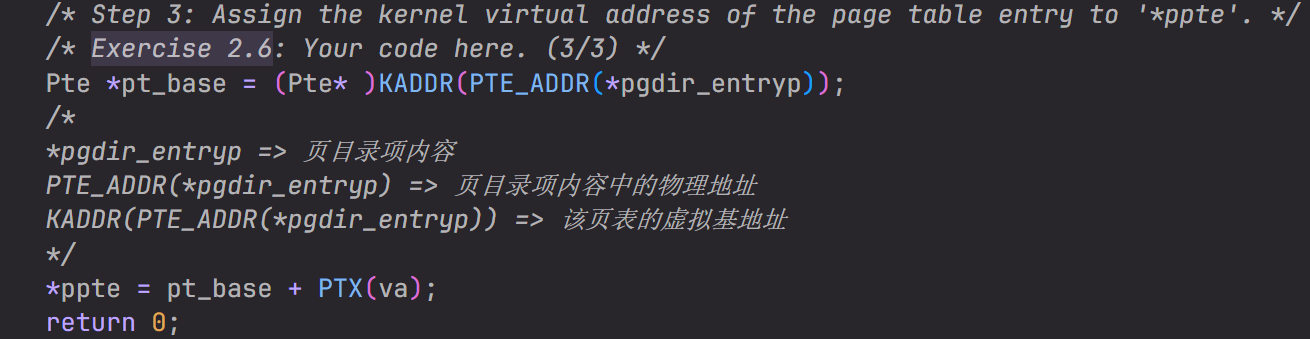 /* Step 3: Assign the kernel virtual address of the page table entry to '*ppte'. */
/* Exercise 2.6: Your code here. (3/3) */
Pte *pt_base = (Pte* )KADDR(PTE_ADDR(*pgdir_entryp));
/*
*pgdir_entryp => 页目录项内容
PTE_ADDR(*pgdir_entryp) => 页目录项内容中的物理地址
KADDR(PTE_ADDR(*pgdir_entryp)) => 该页表的虚拟基地址
*/
*ppte = pt_base + PTX(va);
return 0;